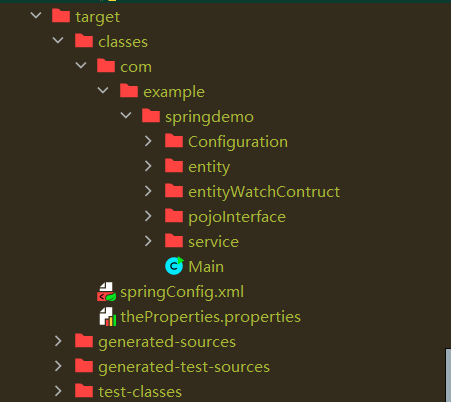 target
classes
com
example
springdemo
Configuration
entity
entityWatchContruct
pojoInterface
service
Main
springConfig.xml
theProperties.properties
generated-sources
generated-test-sources
test-classes